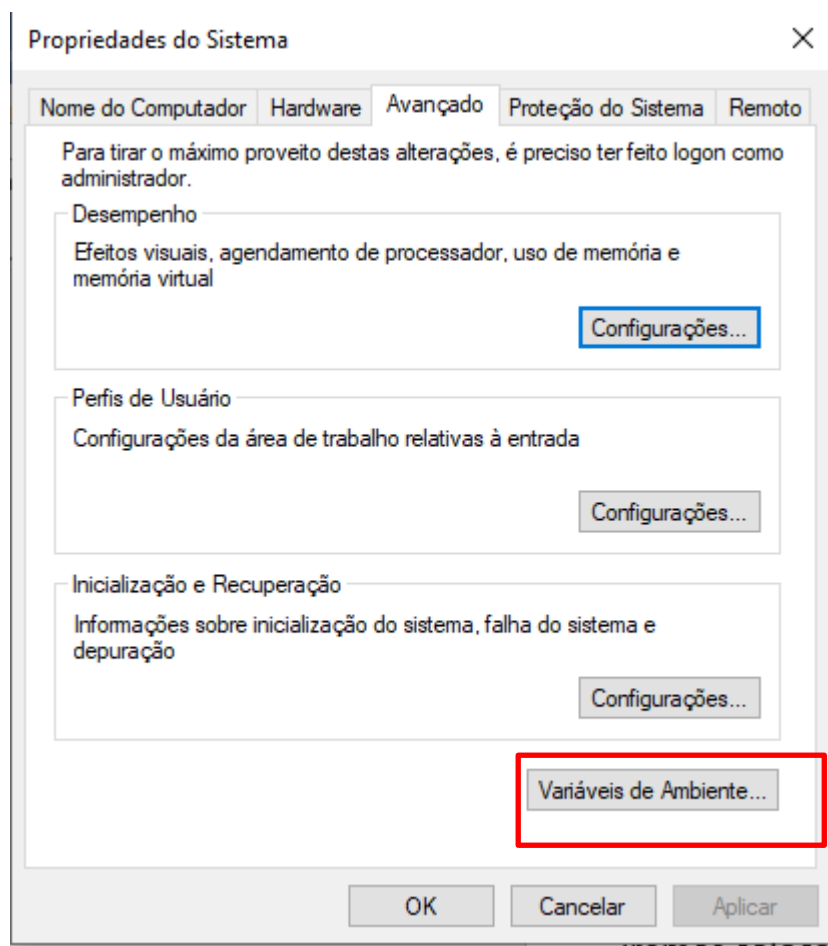 Propriedades do Sistema
Nome do Computador Hardware Avançado Proteção do Sistema Remoto
Para tirar o máximo proveito destas alterações, é preciso ter feito logon como
administrador.
Desempenho
Efeitos visuais, agendamento de processador, uso de memória e
memória virtual
Configurações...
Perfis de Usuário
Configurações da área de trabalho relativas à entrada
Configurações...
Inicialização e Recuperação
Informações sobre inicialização do sistema, falha do sistema e
depuração
Configurações...
Variáveis de Ambiente...
OK Cancelar Aplicar